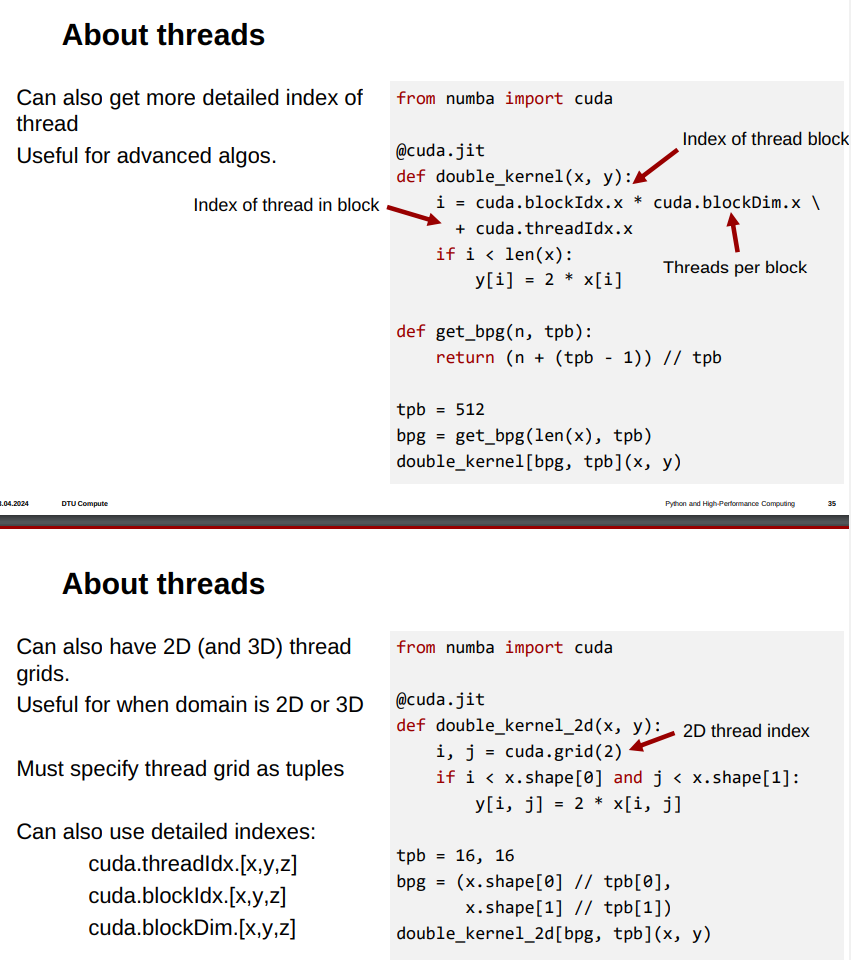 About threads
Can also get more detailed index of
thread
Useful for advanced algos.
Index of thread in block
from numba import cuda
Index of thread block
@cuda.jit
def double_kernel(x, y):
    i = cuda.blockIdx.x * cuda.blockDim.x \
      + cuda.threadIdx.x
    if i < len(x):
        y[i] = 2 * x[i]
Threads per block
def get_bpg(n, tpb):
    return (n + (tpb - 1)) // tpb
tpb = 512
bpg = get_bpg(len(x), tpb)
double_kernel[bpg, tpb](x, y)
.04.2024 DTU Compute Python and High-Performance Computing 35
About threads
Can also have 2D (and 3D) thread
grids.
Useful for when domain is 2D or 3D
Must specify thread grid as tuples
Can also use detailed indexes:
cuda.threadIdx.[x,y,z]
cuda.blockIdx.[x,y,z]
cuda.blockDim.[x,y,z]
from numba import cuda
@cuda.jit
def double_kernel_2d(x, y):
    i, j = cuda.grid(2)
2D thread index
    if i < x.shape[0] and j < x.shape[1]:
        y[i, j] = 2 * x[i, j]
tpb = 16, 16
bpg = (x.shape[0] // tpb[0],
       x.shape[1] // tpb[1])
double_kernel_2d[bpg, tpb](x, y)